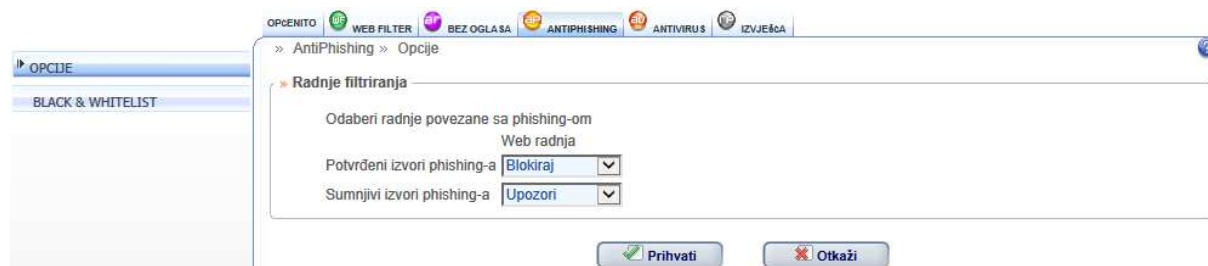 OPćENITO WEB FILTER BEZ OGLASA ANTIPHISHING ANTIVIRUS IZVJEšćA
» AntiPhishing » Opcije
OPCIJE
BLACK & WHITELIST
» Radnje filtriranja
Odaberi radnje povezane sa phishing-om
Web radnja
Potvrđeni izvori phishing-a Blokiraj
Sumnjivi izvori phishing-a Upozori
Prihvati Otkaži